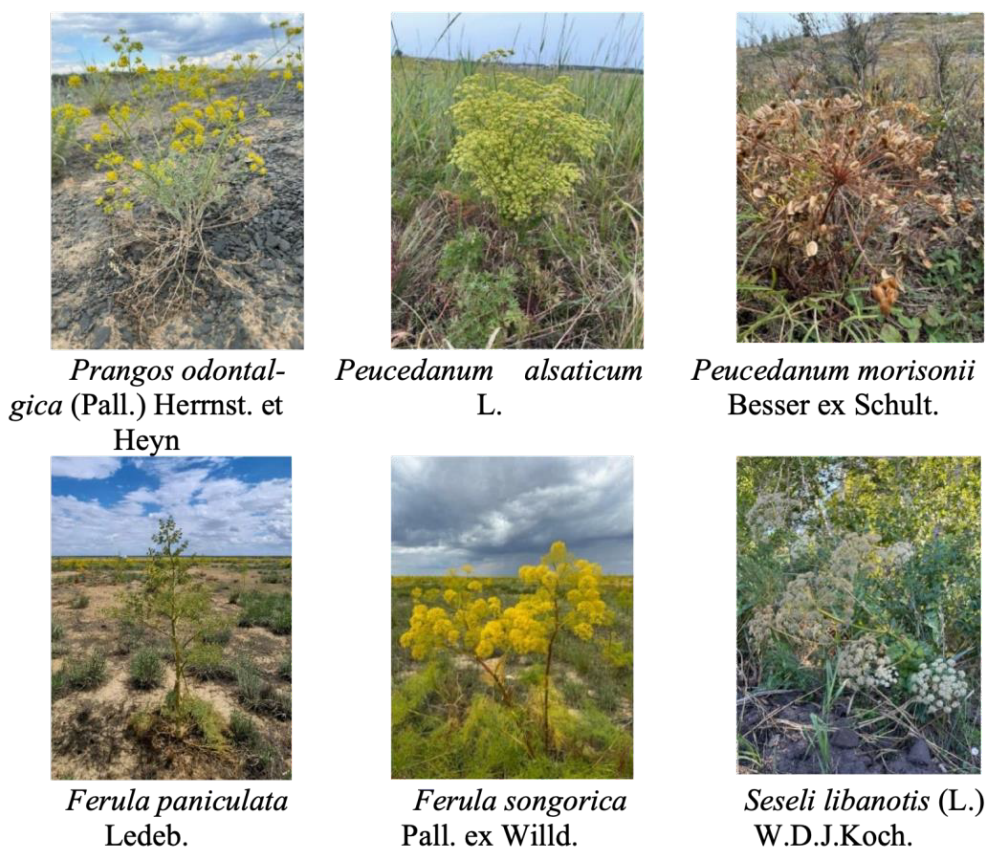 Prangos odontal-
gica (Pall.) Herrnst. et
Heyn
Peucedanum alsaticum
L.
Peucedanum morisonii
Besser ex Schult.
Ferula paniculata
Ledeb.
Ferula songorica
Pall. ex Willd.
Seseli libanotis (L.)
W.D.J.Koch.